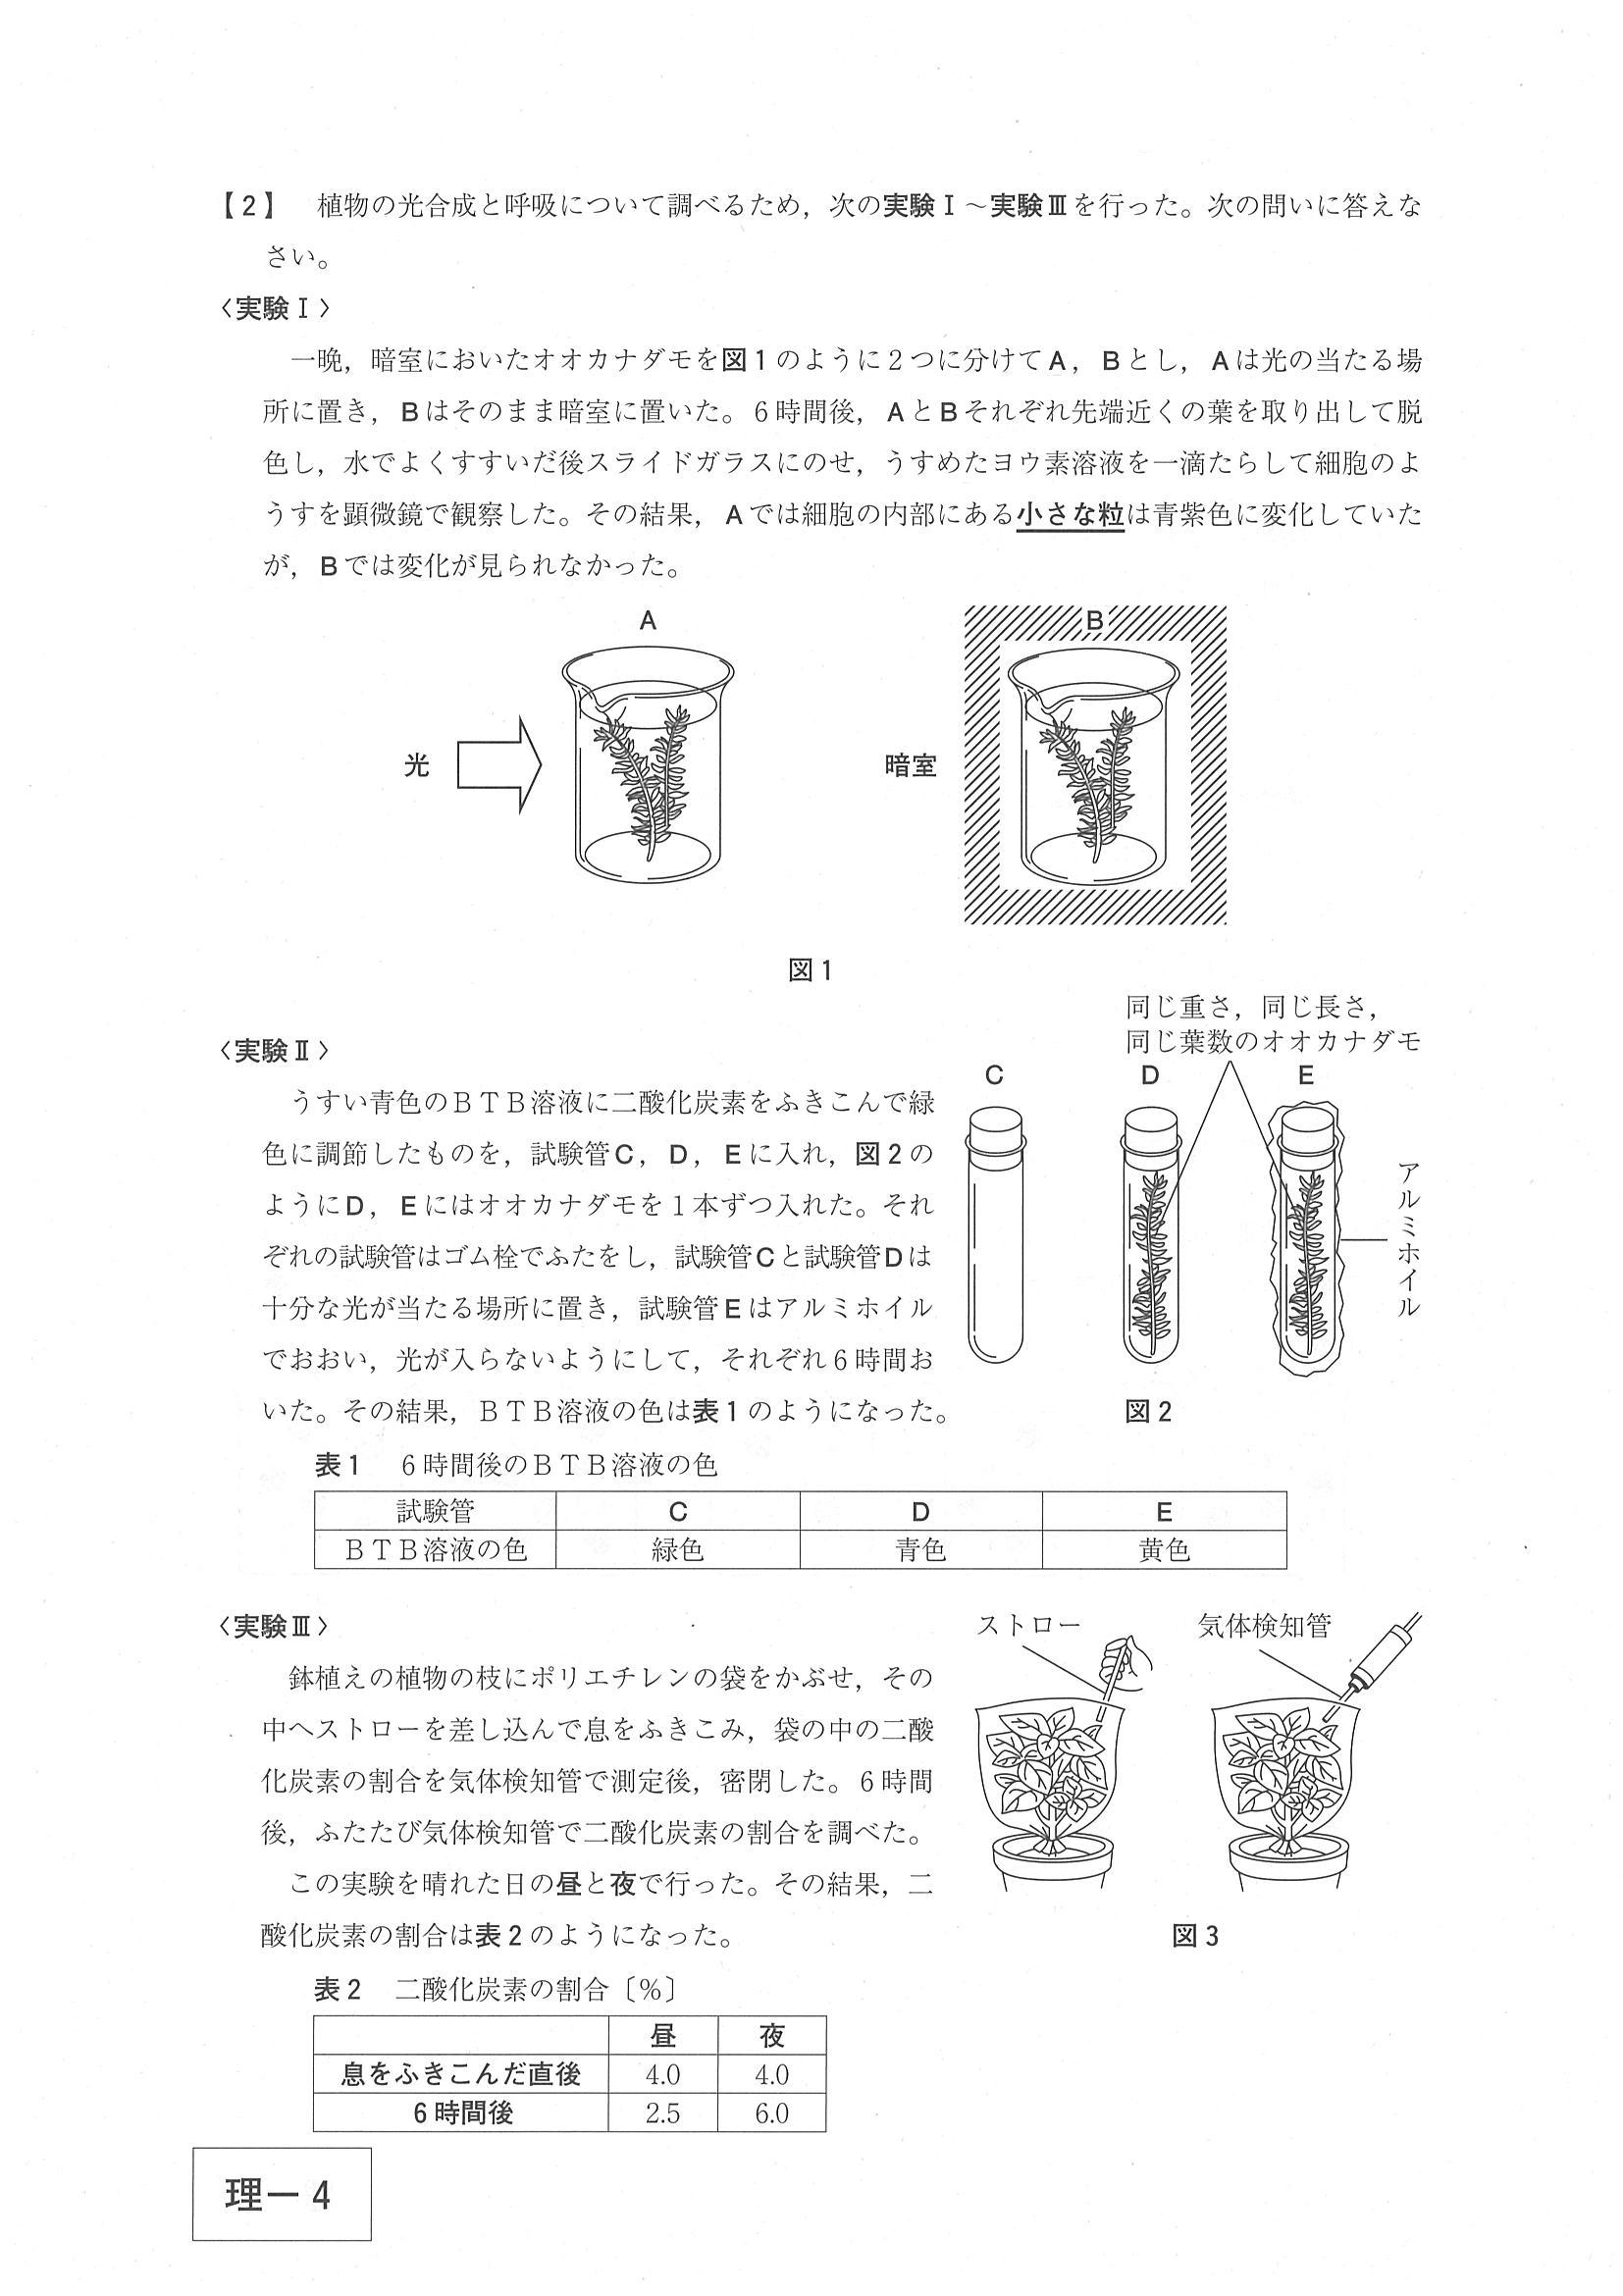 【２】　植物の光合成と呼吸について調べるため，次の実験Ⅰ～実験Ⅲを行った。次の問いに答えな
さい。
〈実験Ⅰ〉
一晩，暗室においたオオカナダモを図１のように２つに分けてＡ，Ｂとし，Ａは光の当たる場
所に置き，Ｂはそのまま暗室に置いた。６時間後，ＡとＢそれぞれ先端近くの葉を取り出して脱
色し，水でよくすすいだ後スライドガラスにのせ，うすめたヨウ素溶液を一滴たらして細胞のよ
うすを顕微鏡で観察した。その結果，Ａでは細胞の内部にある小さな粒は青紫色に変化していた
が，Ｂでは変化が見られなかった。
A
B
光
暗室
図１
〈実験Ⅱ〉
うすい青色のＢＴＢ溶液に二酸化炭素をふきこんで緑
色に調節したものを，試験管Ｃ，Ｄ，Ｅに入れ，図２の
ようにＤ，Ｅにはオオカナダモを１本ずつ入れた。それ
ぞれの試験管はゴム栓でふたをし，試験管Ｃと試験管Ｄは
十分な光が当たる場所に置き，試験管Ｅはアルミホイル
でおおい，光が入らないようにして，それぞれ６時間お
いた。その結果，ＢＴＢ溶液の色は表１のようになった。
同じ重さ，同じ長さ，
同じ葉数のオオカナダモ
C D E
アルミホイル
図２
表１　６時間後のＢＴＢ溶液の色
試験管 C D E
ＢＴＢ溶液の色 緑色 青色 黄色
〈実験Ⅲ〉
鉢植えの植物の枝にポリエチレンの袋をかぶせ，その
中へストローを差し込んで息をふきこみ，袋の中の二酸
化炭素の割合を気体検知管で測定後，密閉した。６時間
後，ふたたび気体検知管で二酸化炭素の割合を調べた。
この実験を晴れた日の昼と夜で行った。その結果，二
酸化炭素の割合は表２のようになった。
ストロー 気体検知管
図３
表２　二酸化炭素の割合〔％〕
昼 夜
息をふきこんだ直後 4.0 4.0
６時間後 2.5 6.0
理－4